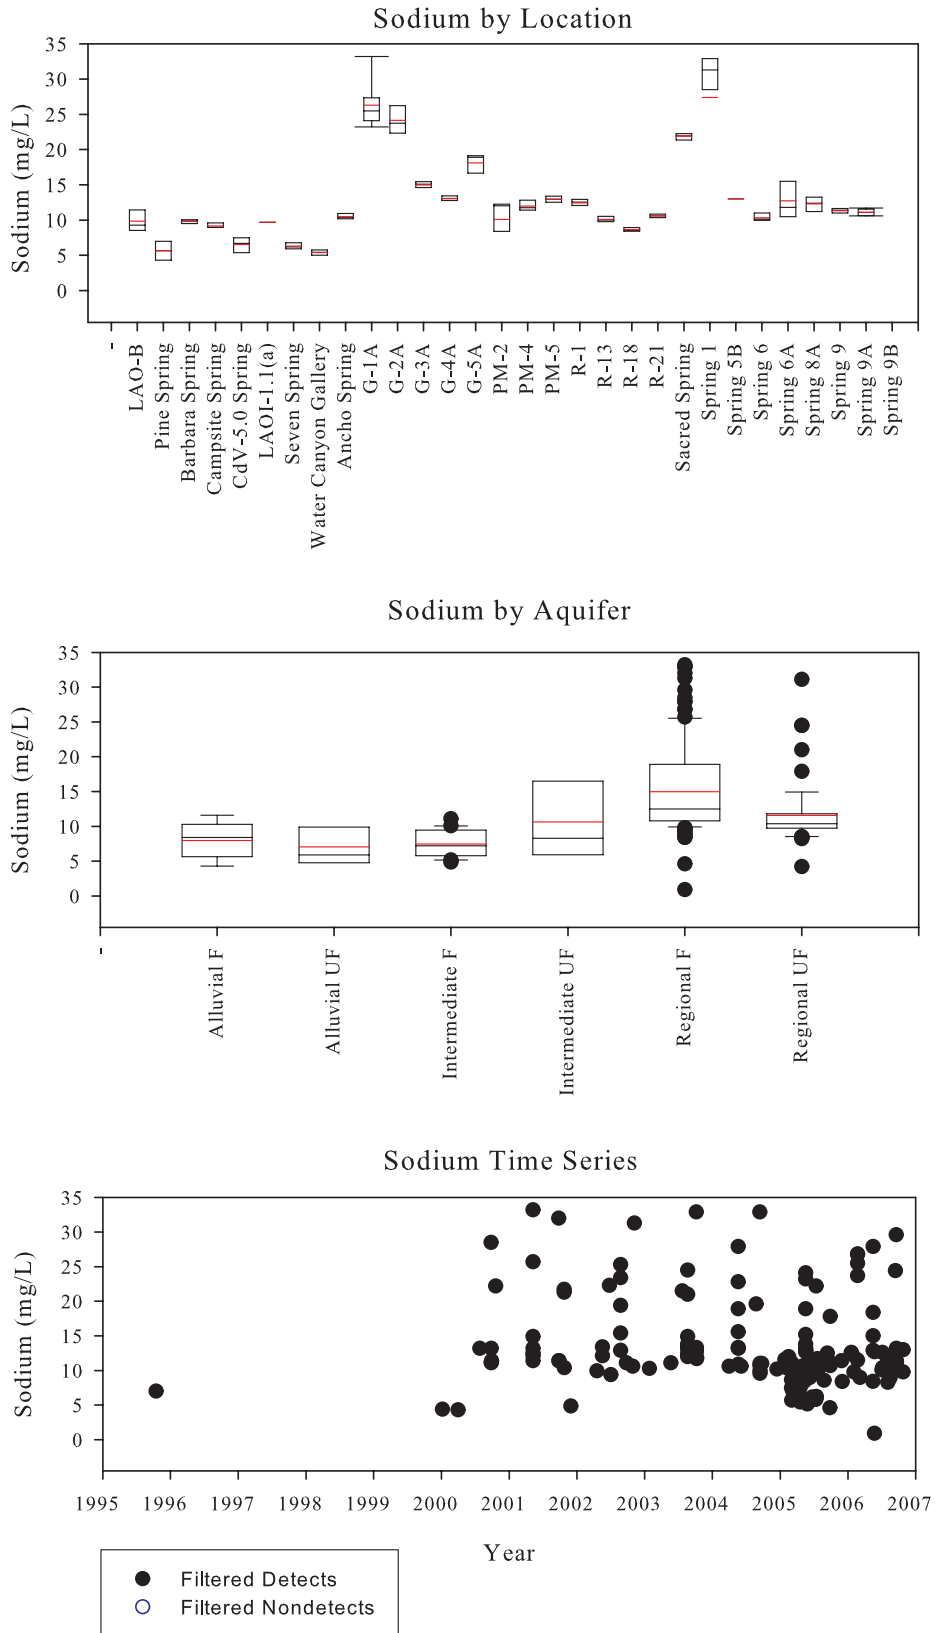 Sodium by Location
35
30
25
20
15
10
5
0
Sodium (mg/L)
-
LAO-B
Pine Spring
Barbara Spring
Campsite Spring
CdV-5.0 Spring
LAOI-1.1(a)
Seven Spring
Water Canyon Gallery
Ancho Spring
G-1A
G-2A
G-3A
G-4A
G-5A
PM-2
PM-4
PM-5
R-1
R-13
R-18
R-21
Sacred Spring
Spring 1
Spring 5B
Spring 6
Spring 6A
Spring 8A
Spring 9
Spring 9A
Spring 9B
Sodium by Aquifer
35
30
25
20
15
10
5
0
Sodium (mg/L)
-
Alluvial F
Alluvial UF
Intermediate F
Intermediate UF
Regional F
Regional UF
Sodium Time Series
35
30
25
20
15
10
5
0
Sodium (mg/L)
1995 1996 1997 1998 1999 2000 2001 2002 2003 2004 2005 2006 2007
Year
Filtered Detects
Filtered Nondetects